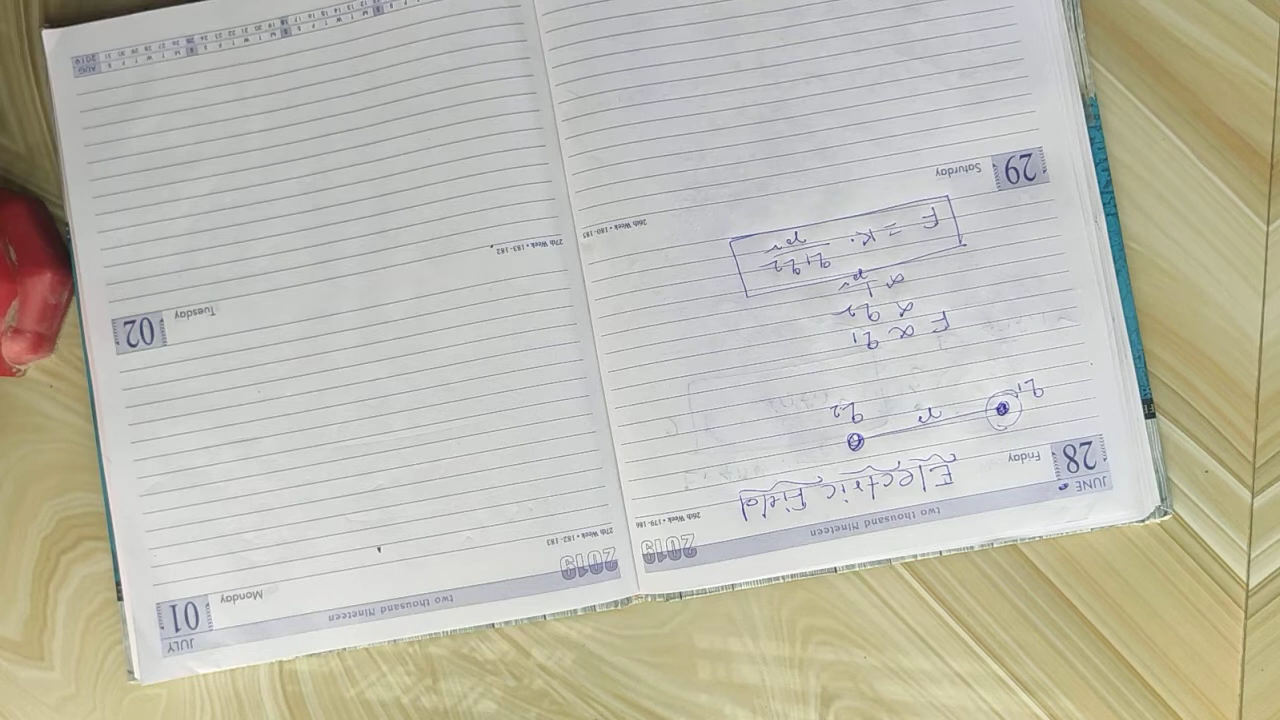 JUNE
28
Friday
two thousand Nineteen
2019
26th Week • 179-186
Electric Field
q₁ r q₂
F α q₁
α q₂
α 1/r²
F = K. q₁q₂/r²
29
Saturday
26th Week • 180-185
JULY
01
Monday
two thousand Nineteen
2019
27th Week • 182-183
02
Tuesday
27th Week • 183-182
AUG
2019